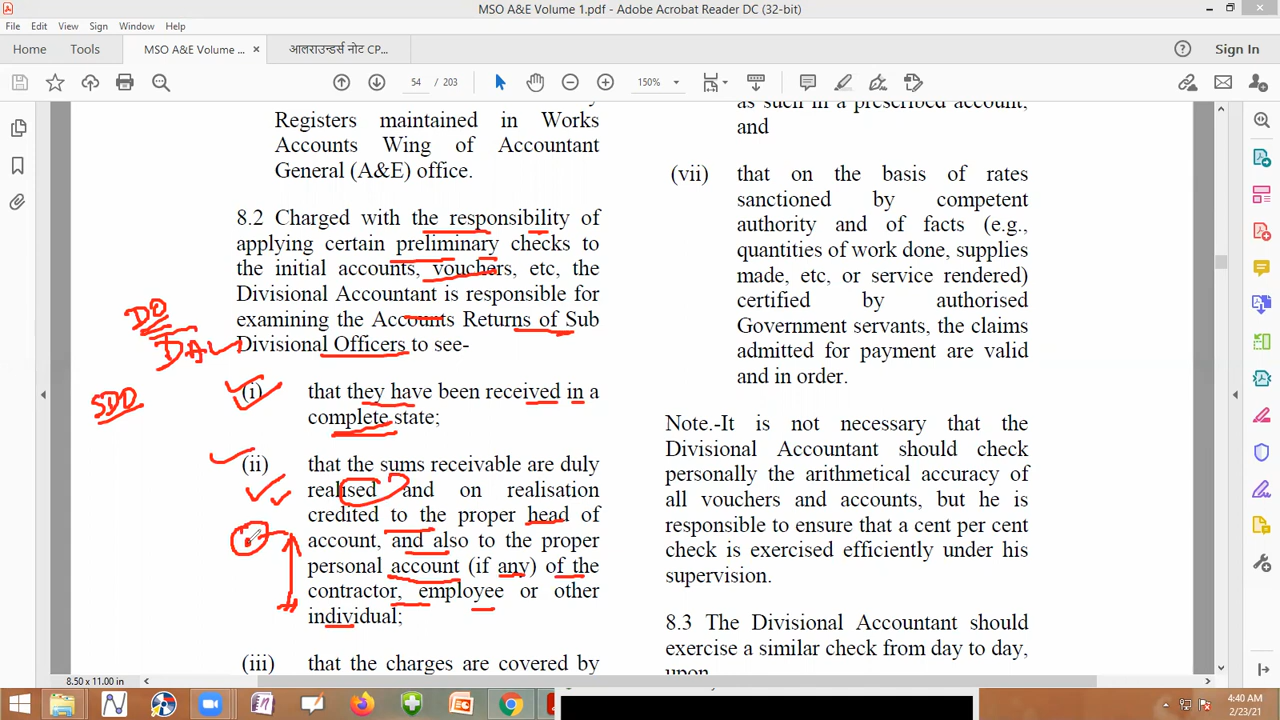 MSO A&E Volume 1.pdf - Adobe Acrobat Reader DC (32-bit)
File Edit View Sign Window Help
Home Tools MSO A&E Volume ... × आलराउन्डर्स नोट CP... Sign In
54 / 203 150%
Registers maintained in Works
Accounts Wing of Accountant
General (A&E) office.
8.2 Charged with the responsibility of
applying certain preliminary checks to
the initial accounts, vouchers, etc, the
Divisional Accountant is responsible for
examining the Accounts Returns of Sub
Divisional Officers to see-
DO
DA
SDO
(i) that they have been received in a
complete state;
(ii) that the sums receivable are duly
realised and on realisation
credited to the proper head of
account, and also to the proper
personal account (if any) of the
contractor, employee or other
individual;
(iii) that the charges are covered by
as such in a prescribed account;
and
(vii) that on the basis of rates
sanctioned by competent
authority and of facts (e.g.,
quantities of work done, supplies
made, etc, or service rendered)
certified by authorised
Government servants, the claims
admitted for payment are valid
and in order.
Note.-It is not necessary that the
Divisional Accountant should check
personally the arithmetical accuracy of
all vouchers and accounts, but he is
responsible to ensure that a cent per cent
check is exercised efficiently under his
supervision.
8.3 The Divisional Accountant should
exercise a similar check from day to day,
upon
8.50 x 11.00 in
4:40 AM
2/23/21